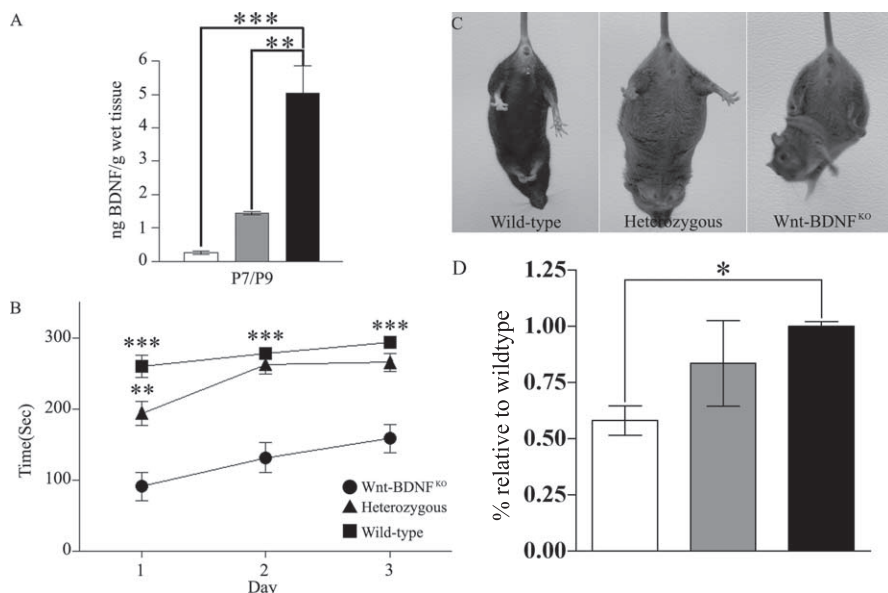 A
***
**
6
5
4
3
2
1
0
ng BDNF/g wet tissue
P7/P9
B
300
200
100
0
Time(Sec)
***
**
***
***
Wnt-BDNF^KO
Heterozygous
Wild-type
1 2 3
Day
C
Wild-type Heterozygous Wnt-BDNF^KO
D
*
1.25
1.00
0.75
0.50
0.25
0.00
% relative to wildtype